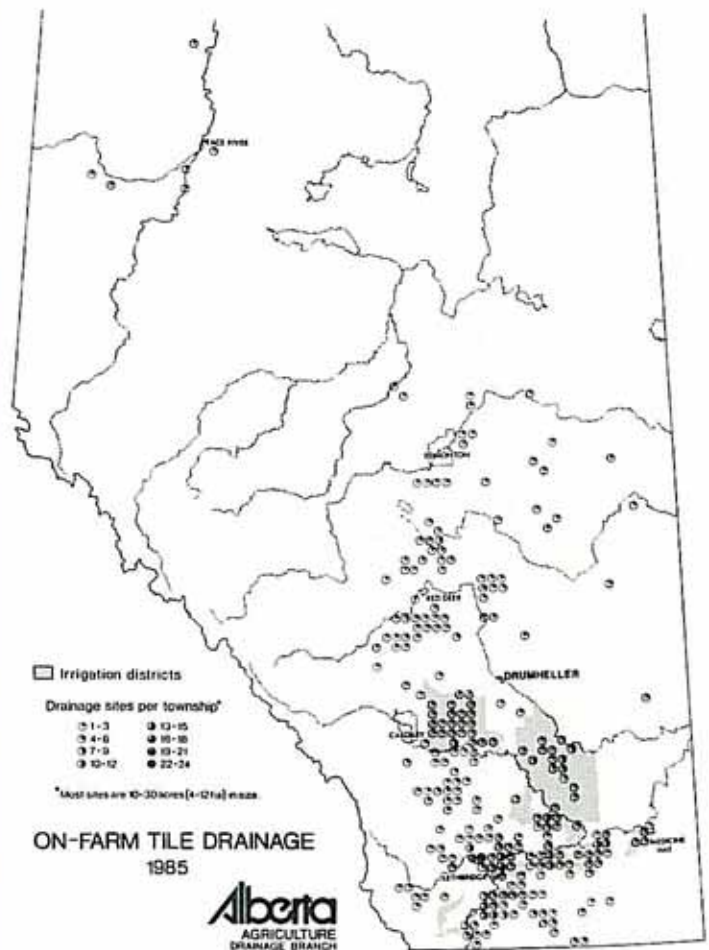 PEACE RIVER
EDMONTON
RED DEER
DRUMHELLER
CALGARY
MEDICINE HAT
LETHBRIDGE
Irrigation districts
Drainage sites per township*
1-3
4-6
7-9
10-12
13-15
16-18
19-21
22-24
*Most sites are 10-30 acres (4-12 ha) in size.
ON-FARM TILE DRAINAGE
1985
Alberta
AGRICULTURE
DRAINAGE BRANCH